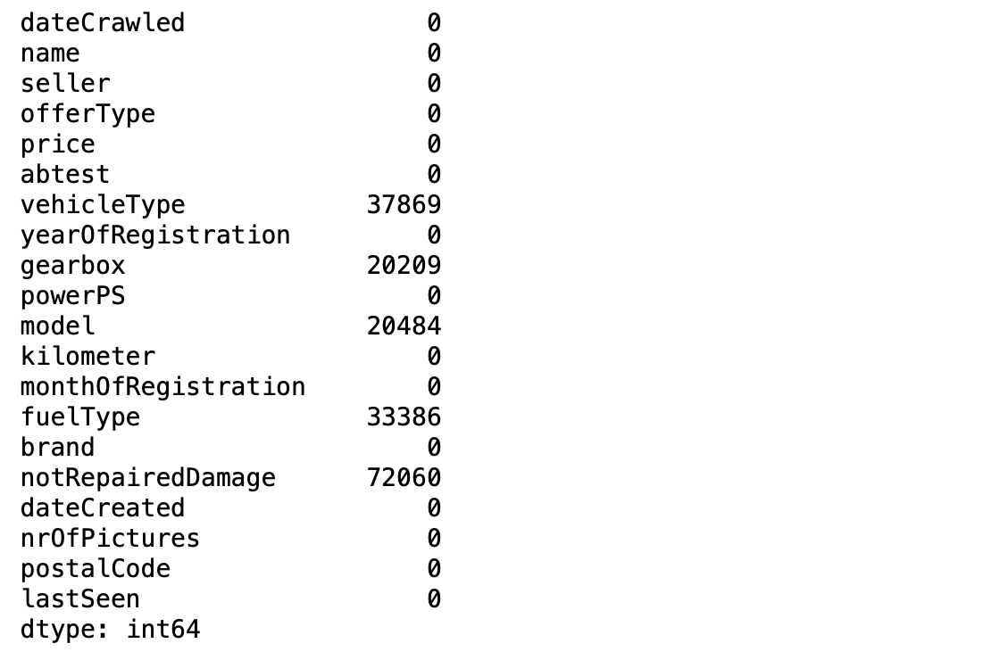 dateCrawled 0
name 0
seller 0
offerType 0
price 0
abtest 0
vehicleType 37869
yearOfRegistration 0
gearbox 20209
powerPS 0
model 20484
kilometer 0
monthOfRegistration 0
fuelType 33386
brand 0
notRepairedDamage 72060
dateCreated 0
nrOfPictures 0
postalCode 0
lastSeen 0
dtype: int64